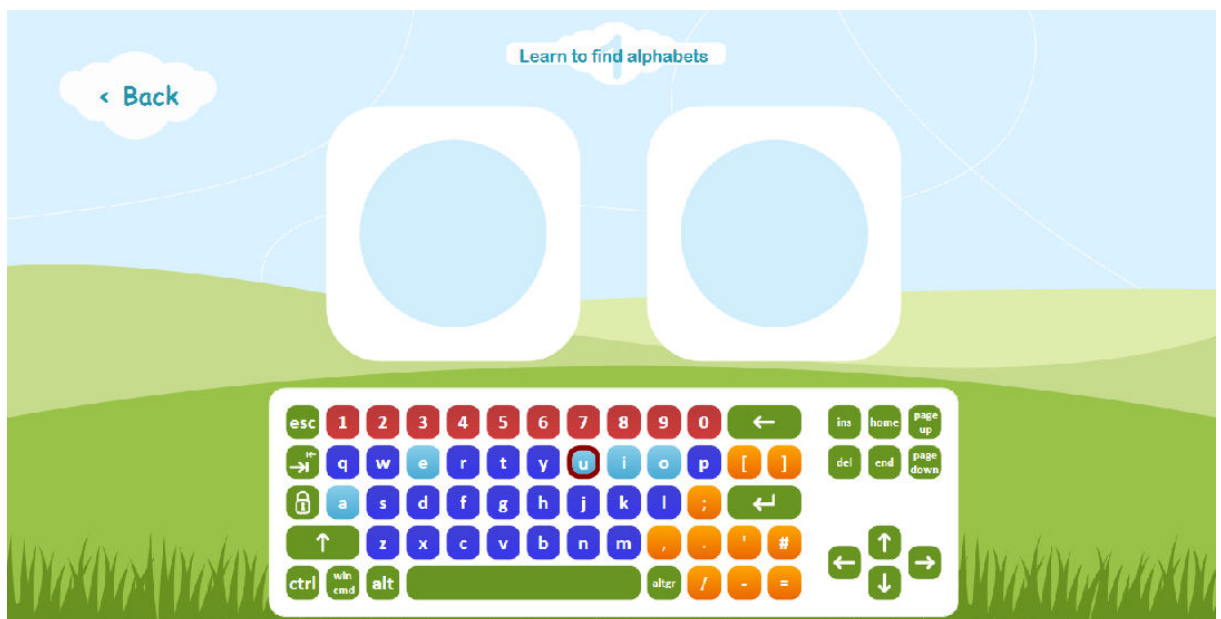 1
Learn to find alphabets
< Back
esc 1 2 3 4 5 6 7 8 9 0 ← ins home page up
q w e r t y u i o p [ ] del end page down
a s d f g h j k l ;
↑ z x c v b n m , . ' #
ctrl win cmd alt altgr / - = ← ↑ ↓ →